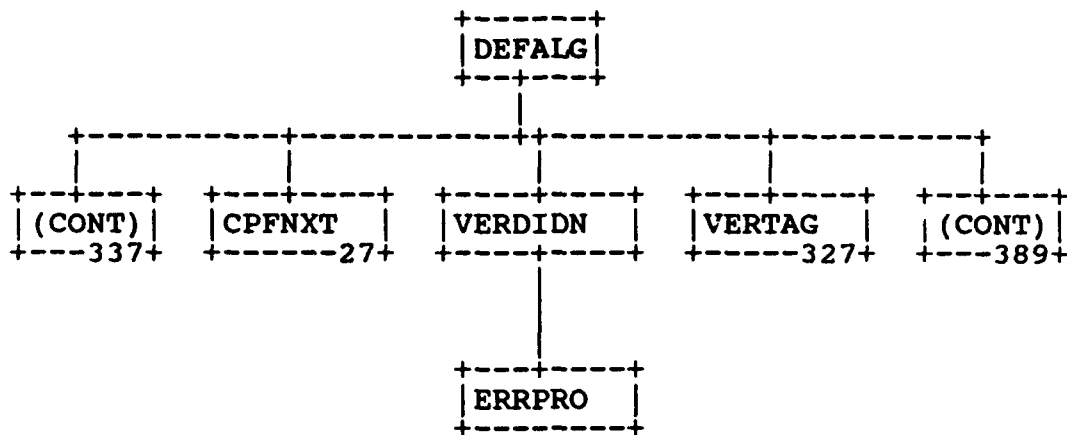 DEFALG
(CONT) CPFNXT VERDIDN VERTAG (CONT)
337 27 327 389
ERRPRO